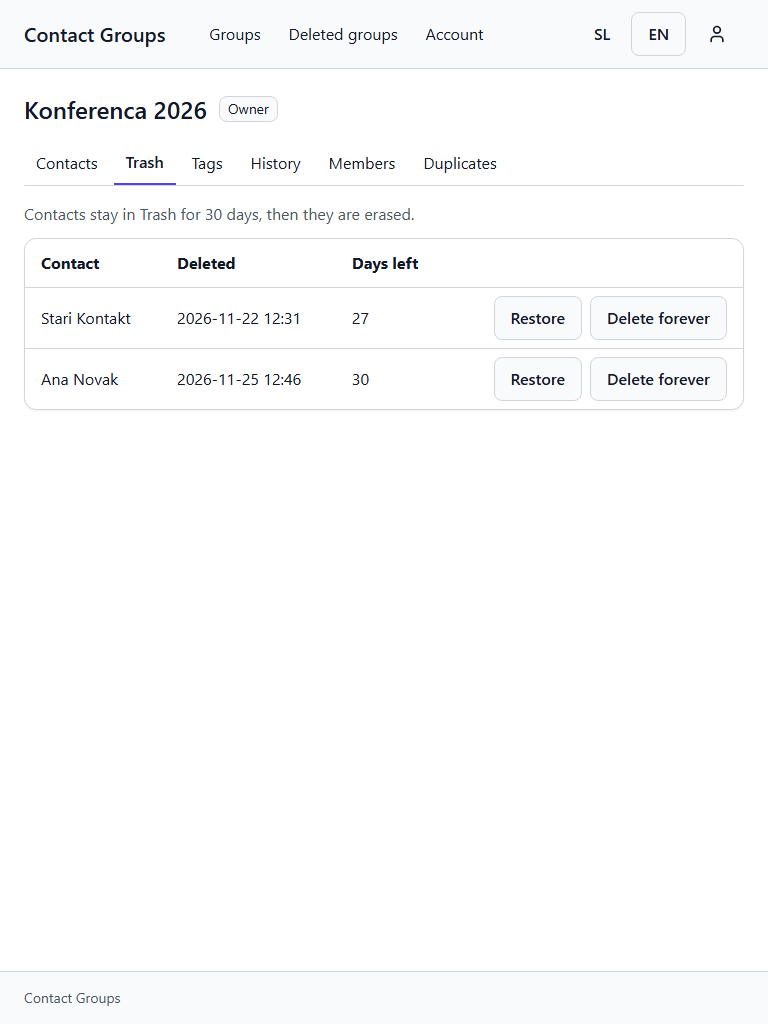 Contact Groups Groups Deleted groups Account SL EN
Konferenca 2026 Owner
Contacts Trash Tags History Members Duplicates
Contacts stay in Trash for 30 days, then they are erased.
Contact Deleted Days left
Stari Kontakt 2026-11-22 12:31 27 Restore Delete forever
Ana Novak 2026-11-25 12:46 30 Restore Delete forever
Contact Groups